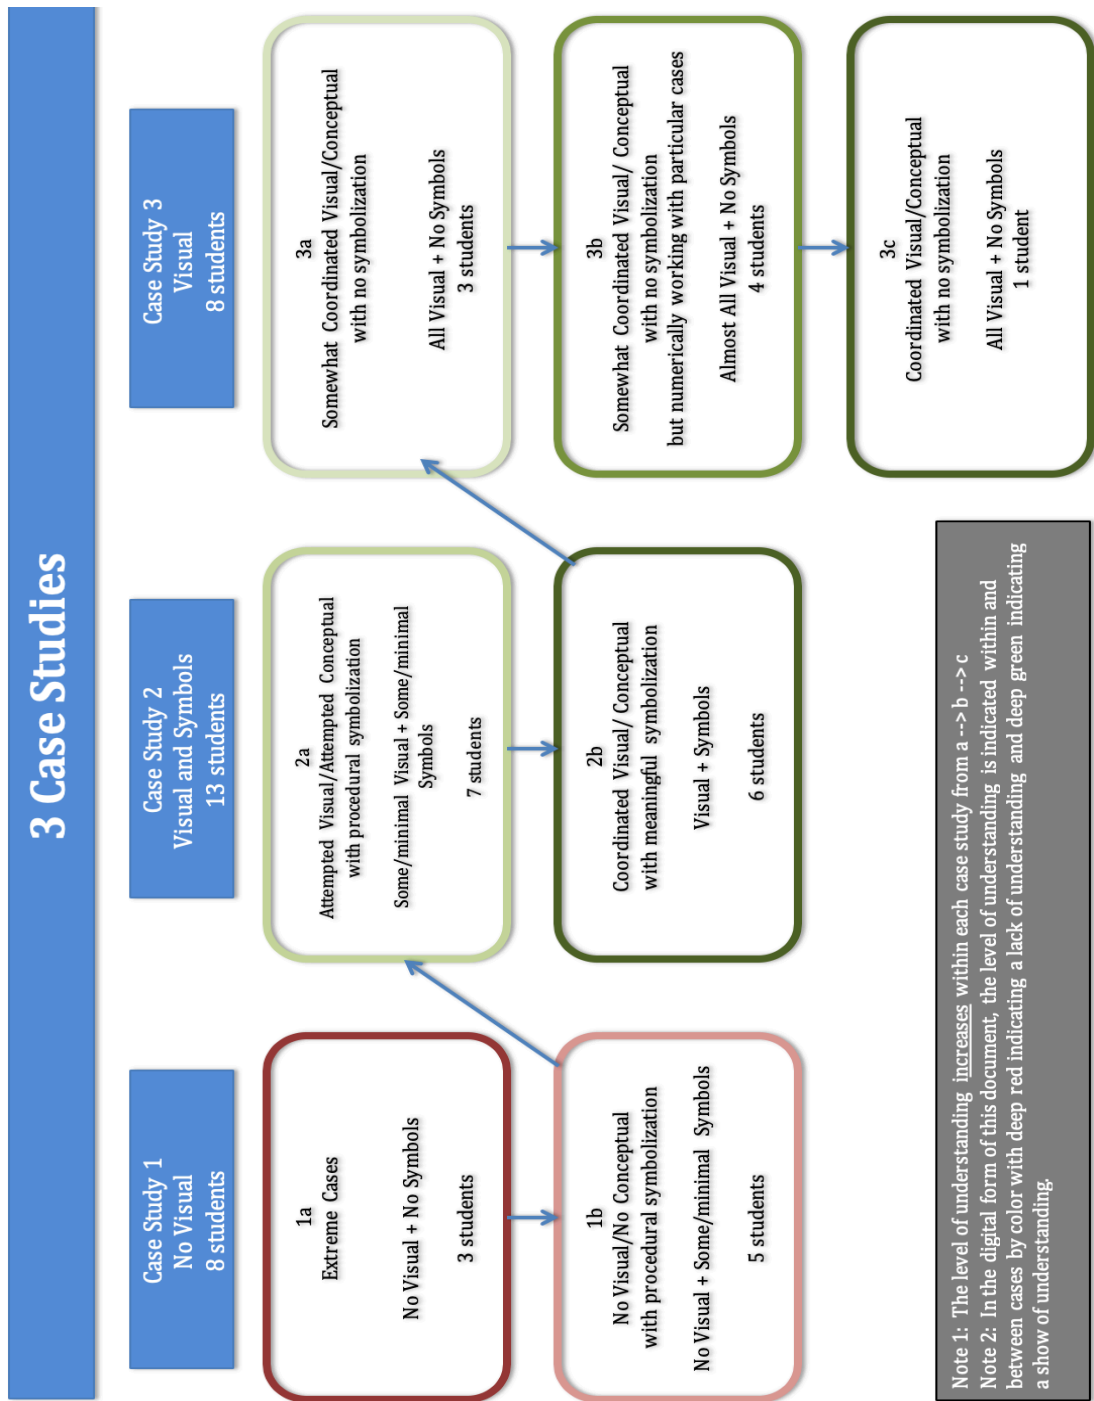 3 Case Studies
Case Study 1
No Visual
8 students
1a
Extreme Cases
No Visual + No Symbols
3 students
1b
No Visual/No Conceptual
with procedural symbolization
No Visual + Some/minimal Symbols
5 students
Case Study 2
Visual and Symbols
13 students
2a
Attempted Visual/Attempted Conceptual
with procedural symbolization
Some/minimal Visual + Some/minimal
Symbols
7 students
2b
Coordinated Visual/ Conceptual
with meaningful symbolization
Visual + Symbols
6 students
Case Study 3
Visual
8 students
3a
Somewhat Coordinated Visual/Conceptual
with no symbolization
All Visual + No Symbols
3 students
3b
Somewhat Coordinated Visual/ Conceptual
with no symbolization
but numerically working with particular cases
Almost All Visual + No Symbols
4 students
3c
Coordinated Visual/Conceptual
with no symbolization
All Visual + No Symbols
1 student
Note 1: The level of understanding increases within each case study from a --> b --> c
Note 2: In the digital form of this document, the level of understanding is indicated within and
between cases by color with deep red indicating a lack of understanding and deep green indicating
a show of understanding.